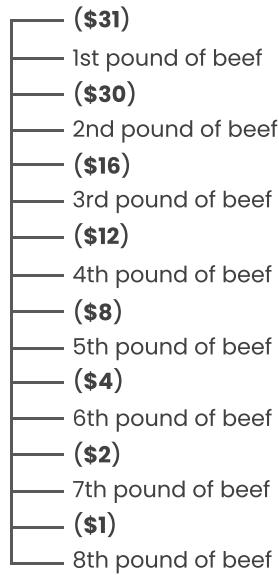 ($31)
1st pound of beef
($30)
2nd pound of beef
($16)
3rd pound of beef
($12)
4th pound of beef
($8)
5th pound of beef
($4)
6th pound of beef
($2)
7th pound of beef
($1)
8th pound of beef